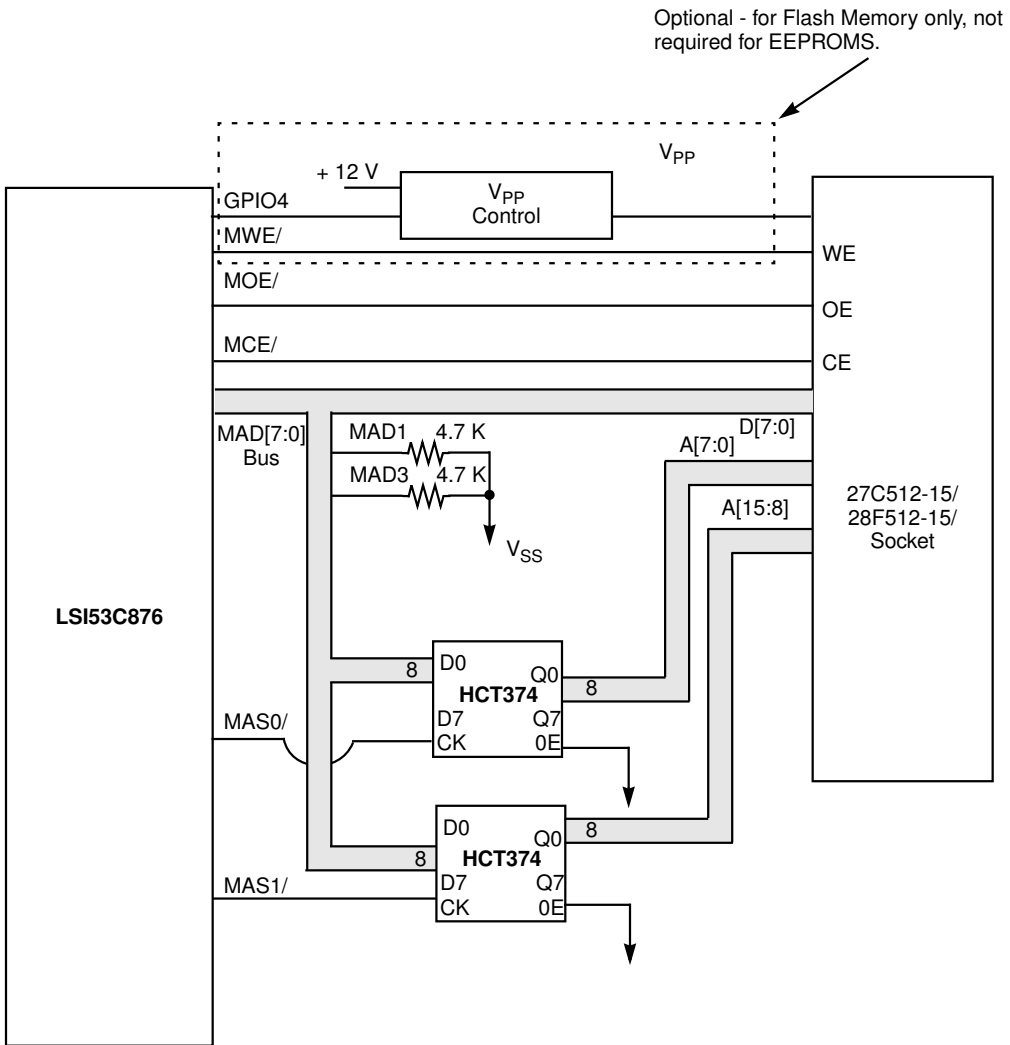 Optional - for Flash Memory only, not
required for EEPROMS.
VPP
+ 12 V
VPP
Control
GPIO4
MWE/
WE
MOE/
OE
MCE/
CE
MAD[7:0]
Bus
MAD1 4.7 K
MAD3 4.7 K
VSS
D[7:0]
A[7:0]
A[15:8]
27C512-15/
28F512-15/
Socket
LSI53C876
8
D0
Q0
HCT374
8
D7
Q7
CK
0E
MAS0/
8
D0
Q0
HCT374
8
D7
Q7
CK
0E
MAS1/